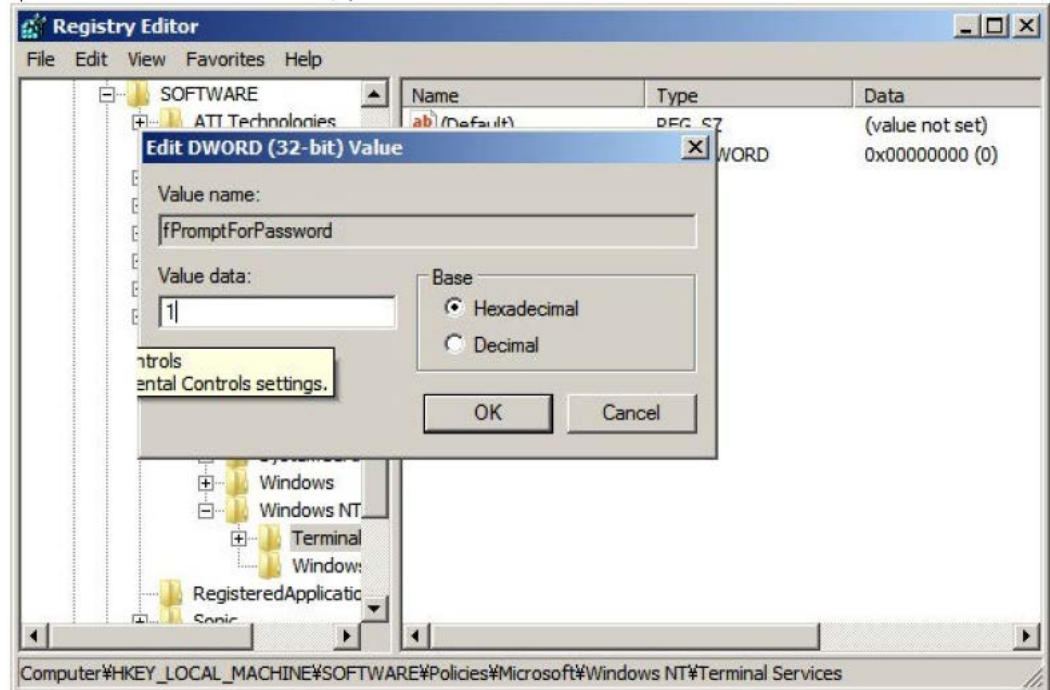 Registry Editor
File Edit View Favorites Help
SOFTWARE
ATI Technologies
Name Type Data
ab (Default) REG_SZ (value not set)
WORD 0x00000000 (0)
Edit DWORD (32-bit) Value
Value name:
fPromptForPassword
Value data:
1
Base
Hexadecimal
Decimal
ntrols
ental Controls settings.
OK Cancel
Windows
Windows NT
Terminal
Windows
RegisteredApplicatio
Sonic
Computer¥HKEY_LOCAL_MACHINE¥SOFTWARE¥Policies¥Microsoft¥Windows NT¥Terminal Services